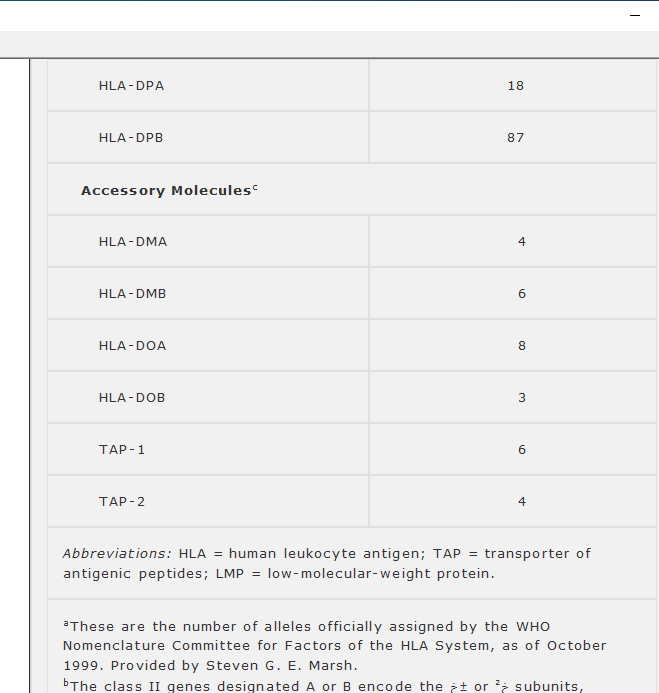 HLA-DPA 18
HLA-DPB 87
Accessory Moleculesᶜ
HLA-DMA 4
HLA-DMB 6
HLA-DOA 8
HLA-DOB 3
TAP-1 6
TAP-2 4
Abbreviations: HLA = human leukocyte antigen; TAP = transporter of
antigenic peptides; LMP = low-molecular-weight protein.
ᵃThese are the number of alleles officially assigned by the WHO
Nomenclature Committee for Factors of the HLA System, as of October
1999. Provided by Steven G. E. Marsh.
ᵇThe class II genes designated A or B encode the خ± or ²خ subunits,